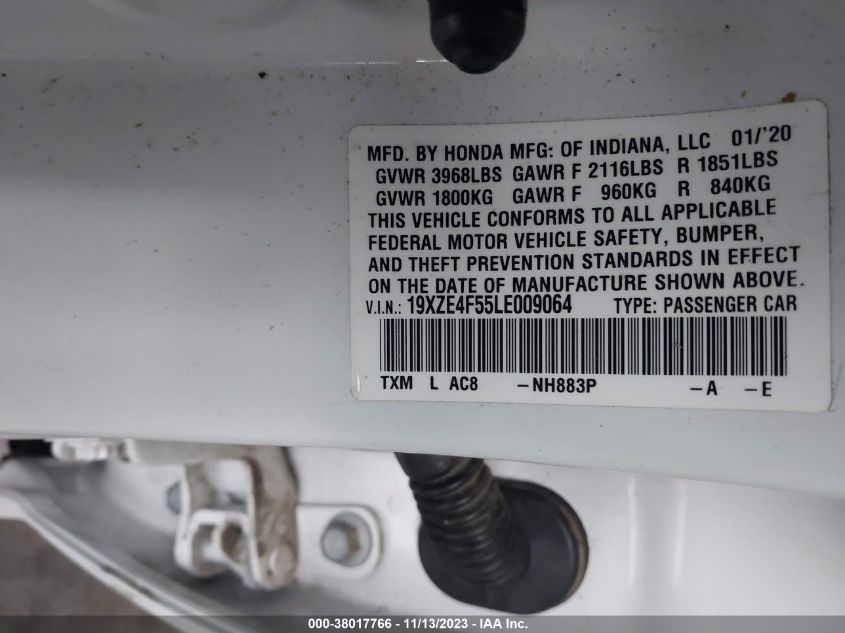 MFD. BY HONDA MFG: OF INDIANA, LLC 01/'20
GVWR 3968LBS GAWR F 2116LBS R 1851LBS
GVWR 1800KG GAWR F 960KG R 840KG
THIS VEHICLE CONFORMS TO ALL APPLICABLE
FEDERAL MOTOR VEHICLE SAFETY, BUMPER,
AND THEFT PREVENTION STANDARDS IN EFFECT
ON THE DATE OF MANUFACTURE SHOWN ABOVE.
V.I.N.: 19XZE4F55LE009064 TYPE: PASSENGER CAR
TXM L AC8 -NH883P -A -E
000-38017766 - 11/13/2023 - IAA Inc.